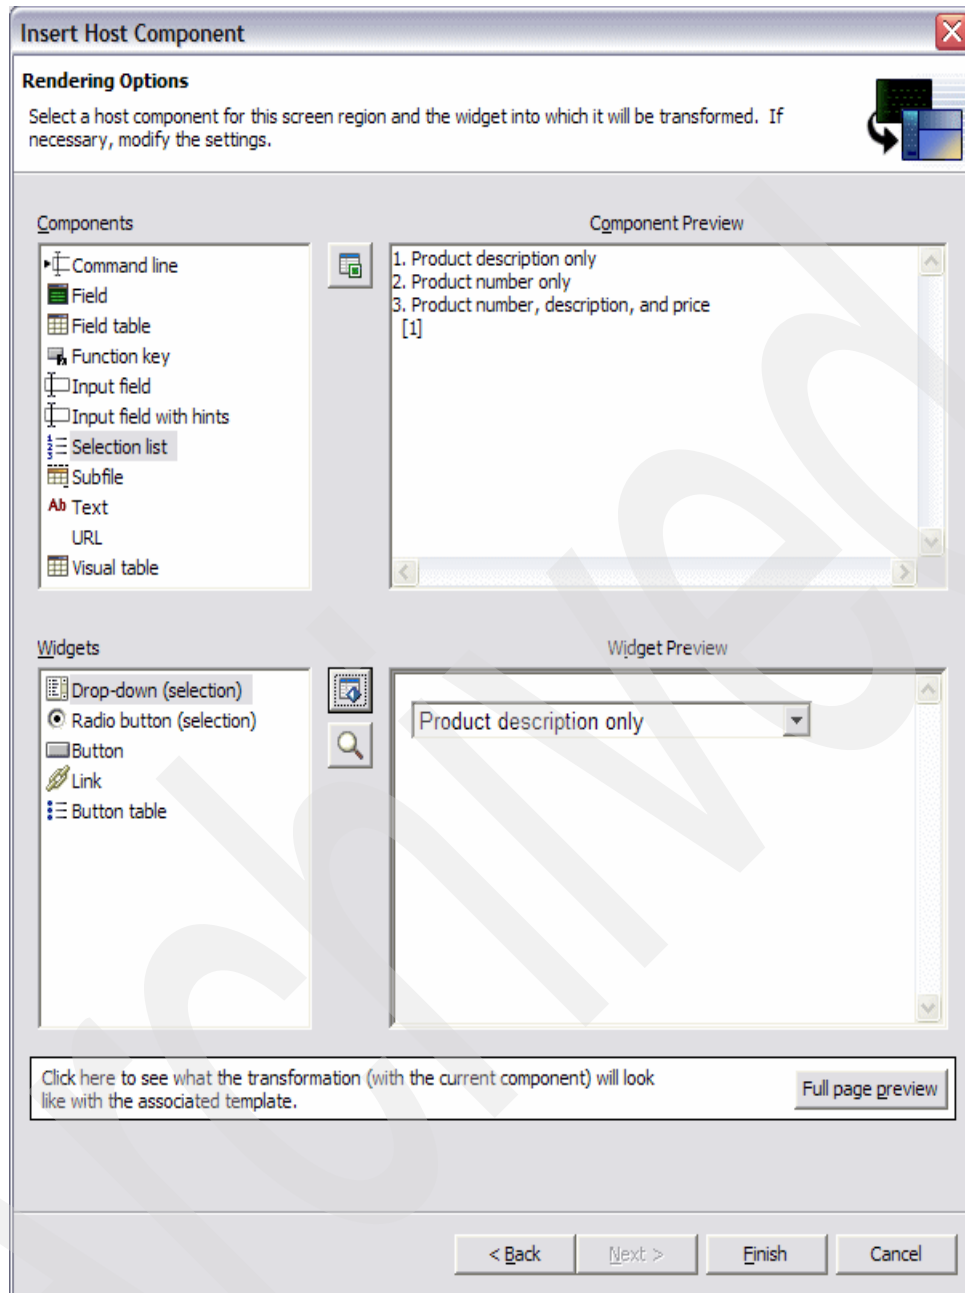 Insert Host Component
Rendering Options
Select a host component for this screen region and the widget into which it will be transformed. If
necessary, modify the settings.
Components
Component Preview
Command line
Field
Field table
Function key
Input field
Input field with hints
Selection list
Subfile
Ab Text
URL
Visual table
1. Product description only
2. Product number only
3. Product number, description, and price
[1]
Widgets
Widget Preview
Drop-down (selection)
Radio button (selection)
Button
Link
Button table
Product description only
Click here to see what the transformation (with the current component) will look
like with the associated template.
Full page preview
< Back
Next >
Finish
Cancel